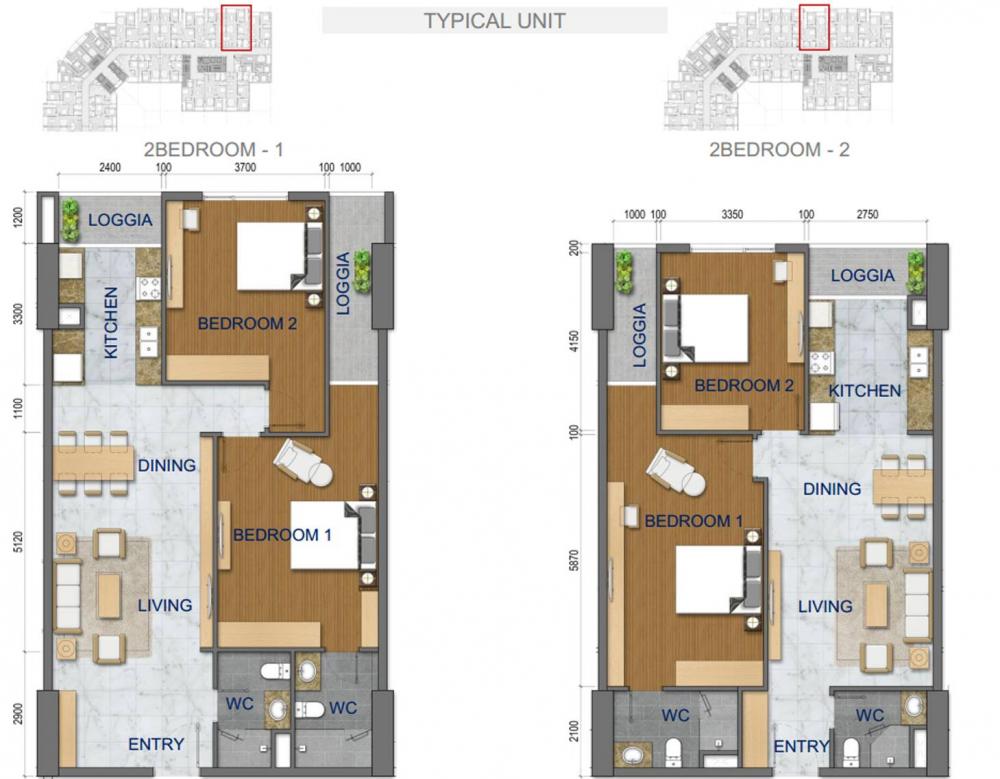 TYPICAL UNIT
2BEDROOM - 1
2400 100 3700 100 1000
1200
3300
1100
5120
2900
LOGGIA
KITCHEN
BEDROOM 2
LOGGIA
DINING
BEDROOM 1
LIVING
WC
WC
ENTRY
2BEDROOM - 2
1000 100 3350 100 2750
200
4150
100
5870
2100
LOGGIA
LOGGIA
BEDROOM 2
KITCHEN
DINING
BEDROOM 1
LIVING
WC
WC
ENTRY